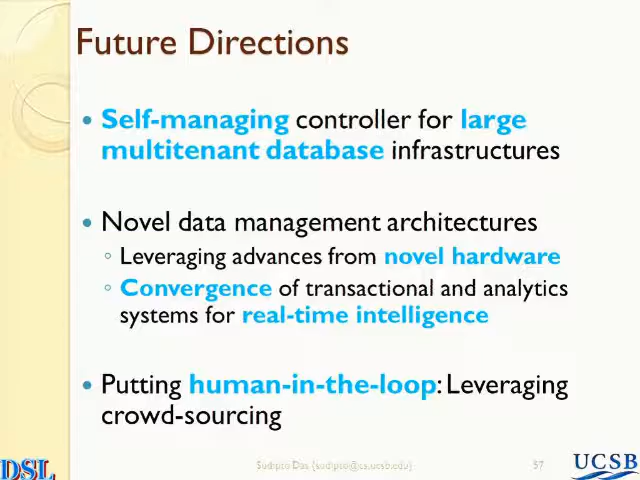 Future Directions
• Self-managing controller for large
multitenant database infrastructures
• Novel data management architectures
◦ Leveraging advances from novel hardware
◦ Convergence of transactional and analytics
systems for real-time intelligence
• Putting human-in-the-loop: Leveraging
crowd-sourcing
DSL
Sudipto Das {sudipto@cs.ucsb.edu}
57
UCSB